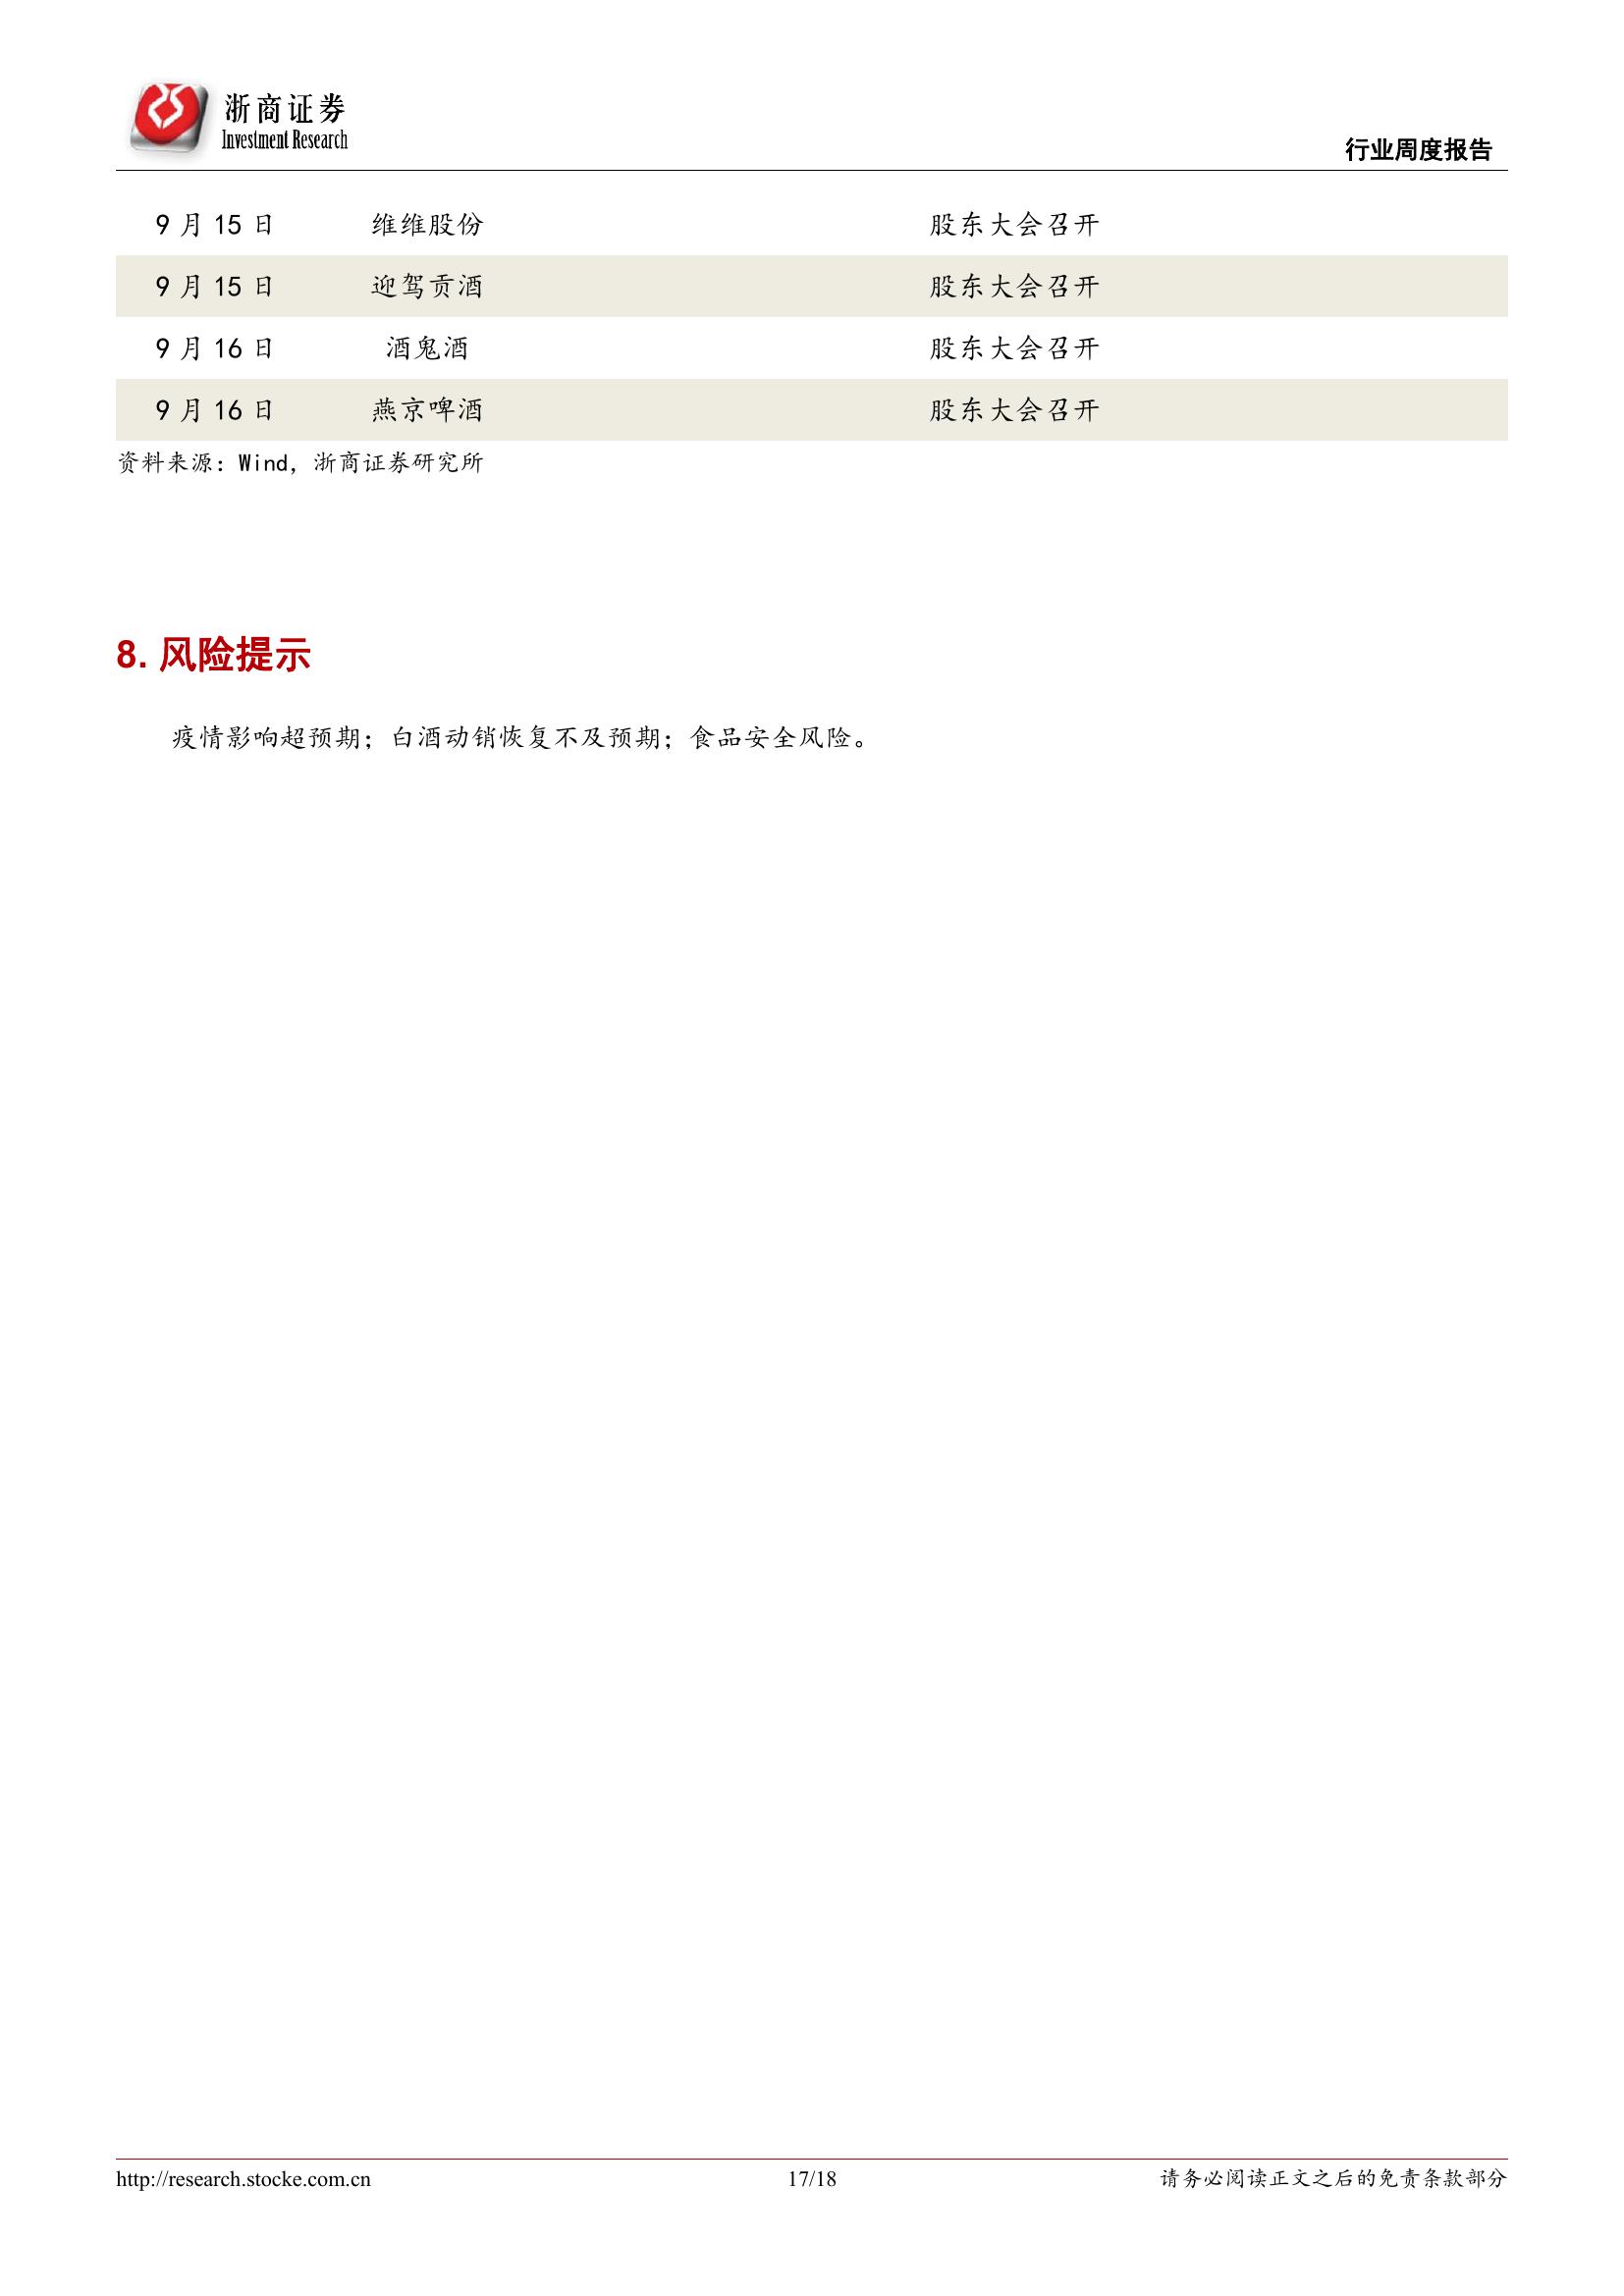 浙商证券
Investment Research
行业周度报告
9 月 15 日 维维股份 股东大会召开
9 月 15 日 迎驾贡酒 股东大会召开
9 月 16 日 酒鬼酒 股东大会召开
9 月 16 日 燕京啤酒 股东大会召开
资料来源：Wind，浙商证券研究所
8. 风险提示
疫情影响超预期；白酒动销恢复不及预期；食品安全风险。
http://research.stocke.com.cn 17/18 请务必阅读正文之后的免责条款部分